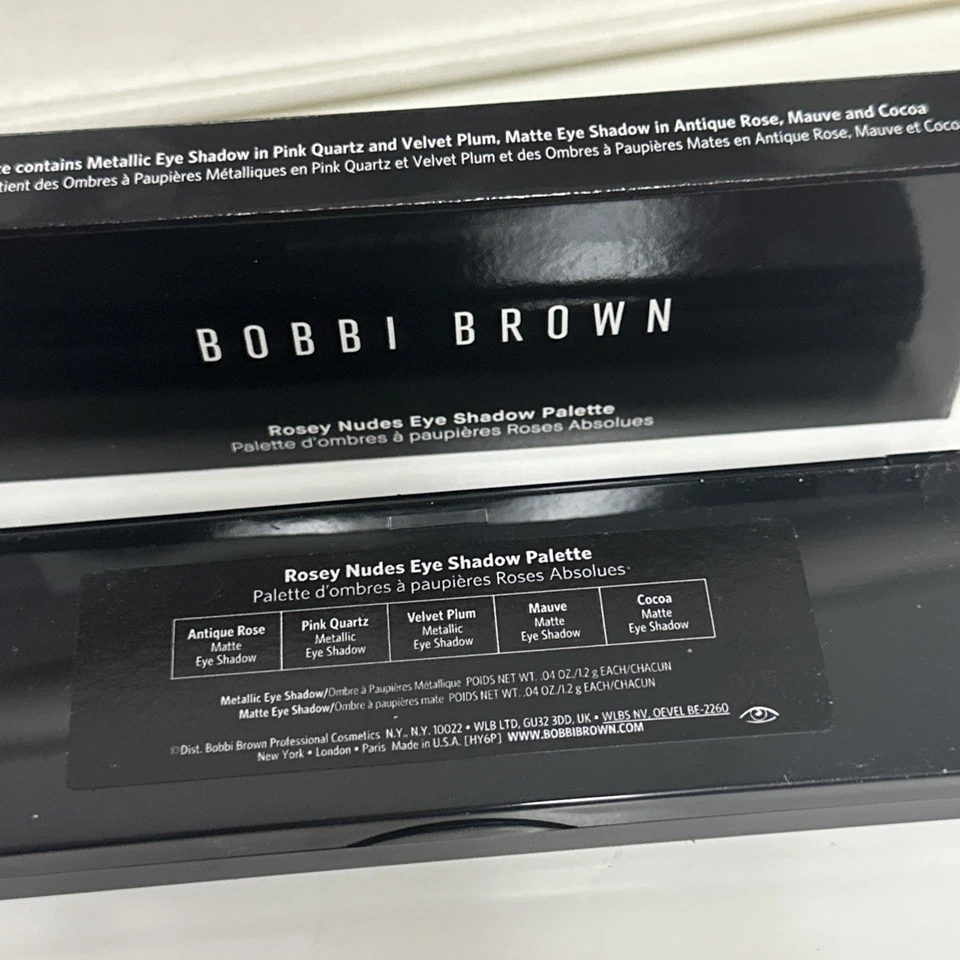 contains Metallic Eye Shadow in Pink Quartz and Velvet Plum, Matte Eye Shadow in Antique Rose, Mauve and Cocoa
des Ombres à Paupières Métalliques en Pink Quartz et Velvet Plum et des Ombres à Paupières Mates en Antique Rose, Mauve et Coco
BOBBI BROWN
Rosey Nudes Eye Shadow Palette
Palette d'ombres à paupières Roses Absolues
Rosey Nudes Eye Shadow Palette
Palette d'ombres à paupières Roses Absolues
Antique Rose
Matte
Eye Shadow
Pink Quartz
Metallic
Eye Shadow
Velvet Plum
Metallic
Eye Shadow
Mauve
Matte
Eye Shadow
Cocoa
Matte
Eye Shadow
Metallic Eye Shadow/Ombre à Paupières Métallique POIDS NET WT. .04 OZ./1.2 g EACH/CHACUN
Matte Eye Shadow/Ombre à paupières mate POIDS NET WT. .04 OZ./1.2 g EACH/CHACUN
©Dist. Bobbi Brown Professional Cosmetics N.Y., N.Y. 10022 • WLB LTD, GU32 3DD, UK • WLBS NV, OEVEL BE-2260
New York • London • Paris Made in U.S.A. [HY6P] WWW.BOBBIBROWN.COM